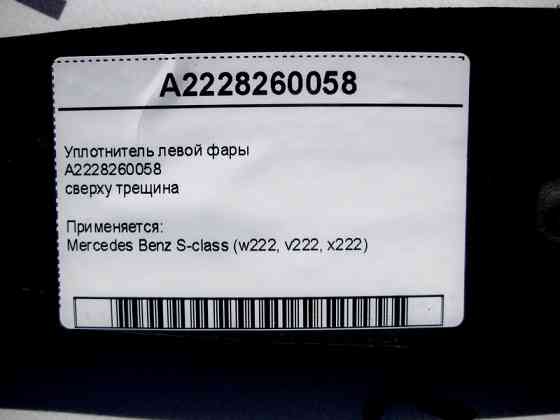 A2228260058
Уплотнитель левой фары
A2228260058
сверху трещина
Применяется:
Mercedes Benz S-class (w222, v222, x222)